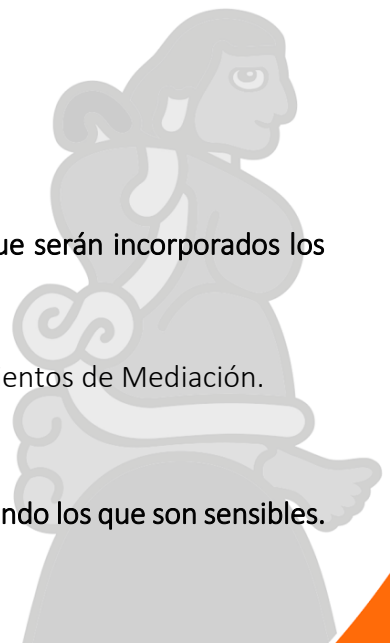 ue serán incorporados los
entos de Mediación.
ndo los que son sensibles.